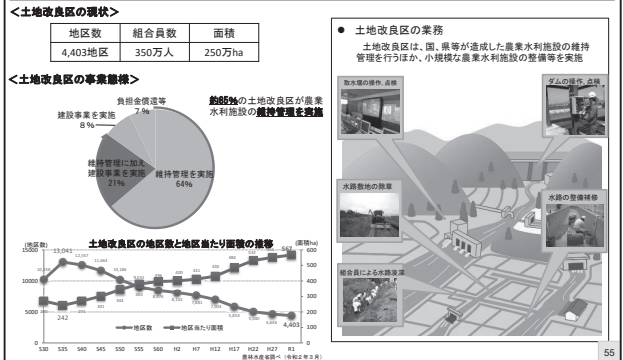 ＜土地改良区の現状＞
地区数 組合員数 面積
4,403地区 350万人 250万ha
＜土地改良区の事業態様＞
負担金償還等
7%
建設事業を実施
8%
維持管理に加え
建設事業を実施
21%
維持管理を実施
64%
約85%の土地改良区が農業
水利施設の維持管理を実施
土地改良区の地区数と地区当たり面積の推移
(地区数)
(面積ha)
15000
10000
5000
0
600
500
400
300
200
100
0
13,041
242
567
4,403
地区数
地区当たり面積
S30 S35 S40 S45 S50 S55 S60 H2 H7 H12 H17 H22 H27 R1
農林水産省調べ（令和２年３月）
● 土地改良区の業務
土地改良区は、国、県等が造成した農業水利施設の維持
管理を行うほか、小規模な農業水利施設の整備等を実施
取水堰の操作、点検
ダムの操作、点検
水路敷地の除草
水路の整備補修
組合員による水路浚渫
55